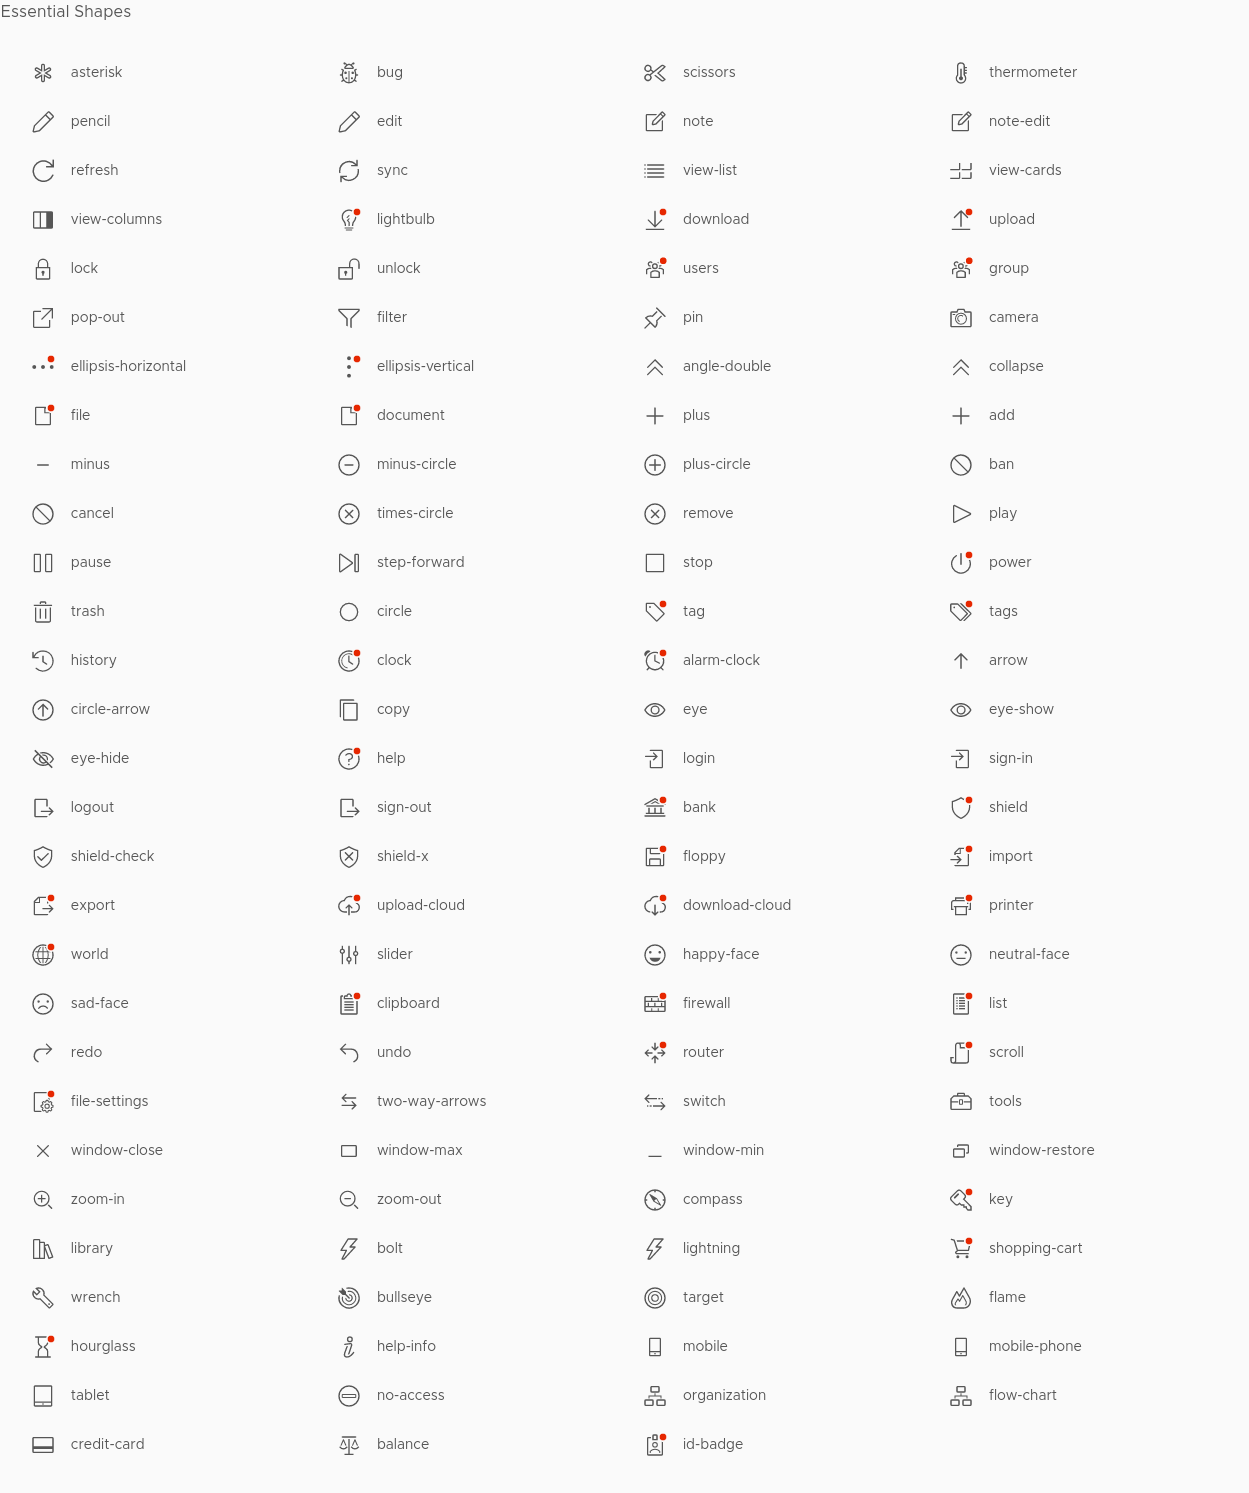 Essential Shapes
asterisk bug scissors thermometer
pencil edit note note-edit
refresh sync view-list view-cards
view-columns lightbulb download upload
lock unlock users group
pop-out filter pin camera
ellipsis-horizontal ellipsis-vertical angle-double collapse
file document plus add
minus minus-circle plus-circle ban
cancel times-circle remove play
pause step-forward stop power
trash circle tag tags
history clock alarm-clock arrow
circle-arrow copy eye eye-show
eye-hide help login sign-in
logout sign-out bank shield
shield-check shield-x floppy import
export upload-cloud download-cloud printer
world slider happy-face neutral-face
sad-face clipboard firewall list
redo undo router scroll
file-settings two-way-arrows switch tools
window-close window-max window-min window-restore
zoom-in zoom-out compass key
library bolt lightning shopping-cart
wrench bullseye target flame
hourglass help-info mobile mobile-phone
tablet no-access organization flow-chart
credit-card balance id-badge